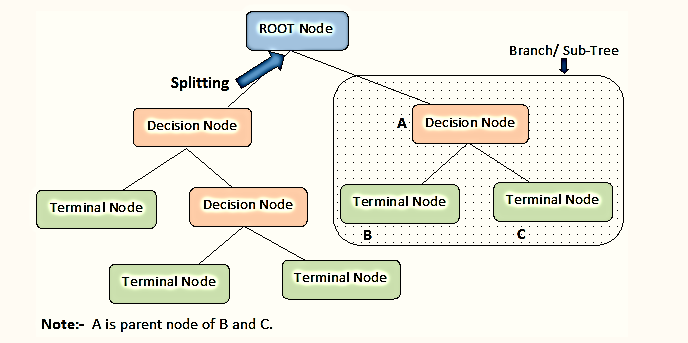 ROOT Node
Branch/ Sub-Tree
Splitting
Decision Node
A
Decision Node
Terminal Node
Decision Node
Terminal Node
Terminal Node
B
C
Terminal Node
Terminal Node
Note:- A is parent node of B and C.